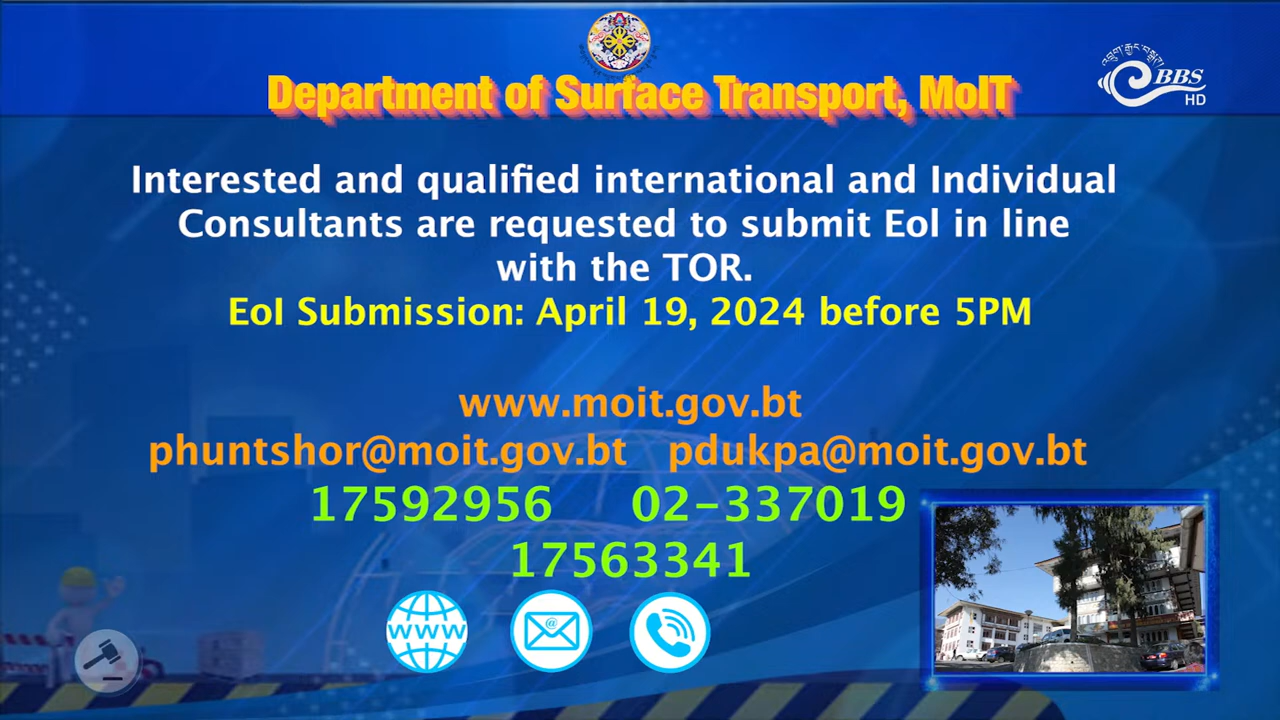 Department of Surface Transport, MoIT
BBS
HD
Interested and qualified international and Individual
Consultants are requested to submit EoI in line
with the TOR.
EoI Submission: April 19, 2024 before 5PM
www.moit.gov.bt
phuntshor@moit.gov.bt pdukpa@moit.gov.bt
17592956 02-337019
17563341
WWW @